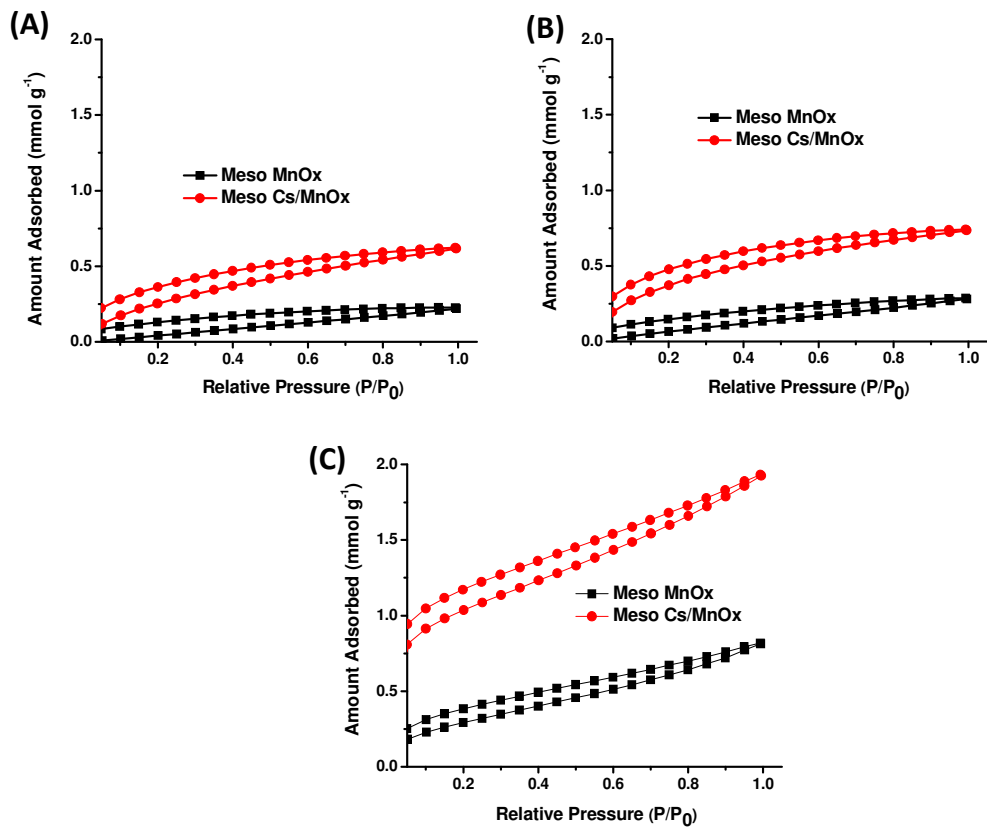 (A)
2.0
1.5
1.0
0.5
0.0
Amount Adsorbed (mmol g⁻¹)
Meso MnOx
Meso Cs/MnOx
0.2 0.4 0.6 0.8 1.0
Relative Pressure (P/P₀)
(B)
2.0
1.5
1.0
0.5
0.0
Amount Adsorbed (mmol g⁻¹)
Meso MnOx
Meso Cs/MnOx
0.2 0.4 0.6 0.8 1.0
Relative Pressure (P/P₀)
(C)
2.0
1.5
1.0
0.5
0.0
Amount Adsorbed (mmol g⁻¹)
Meso MnOx
Meso Cs/MnOx
0.2 0.4 0.6 0.8 1.0
Relative Pressure (P/P₀)